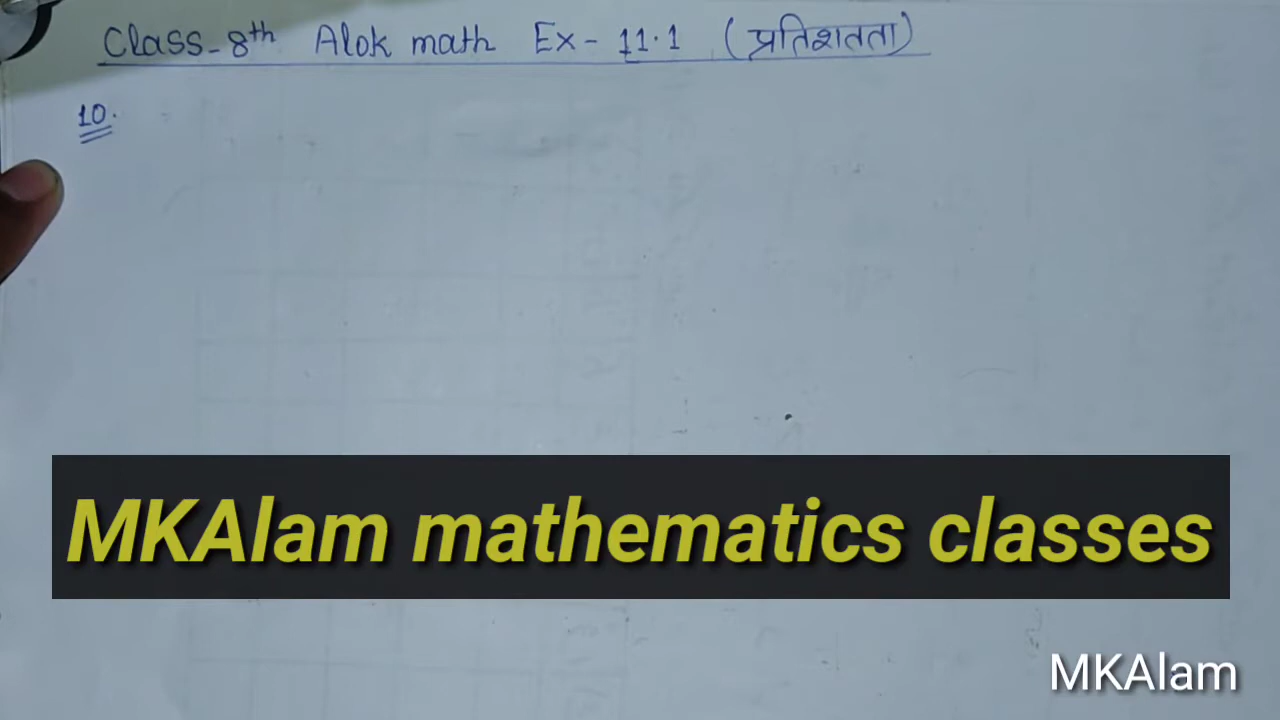 Class-8th Alok math Ex-11.1 (प्रतिशतता)
10.
MKAlam mathematics classes
MKAlam